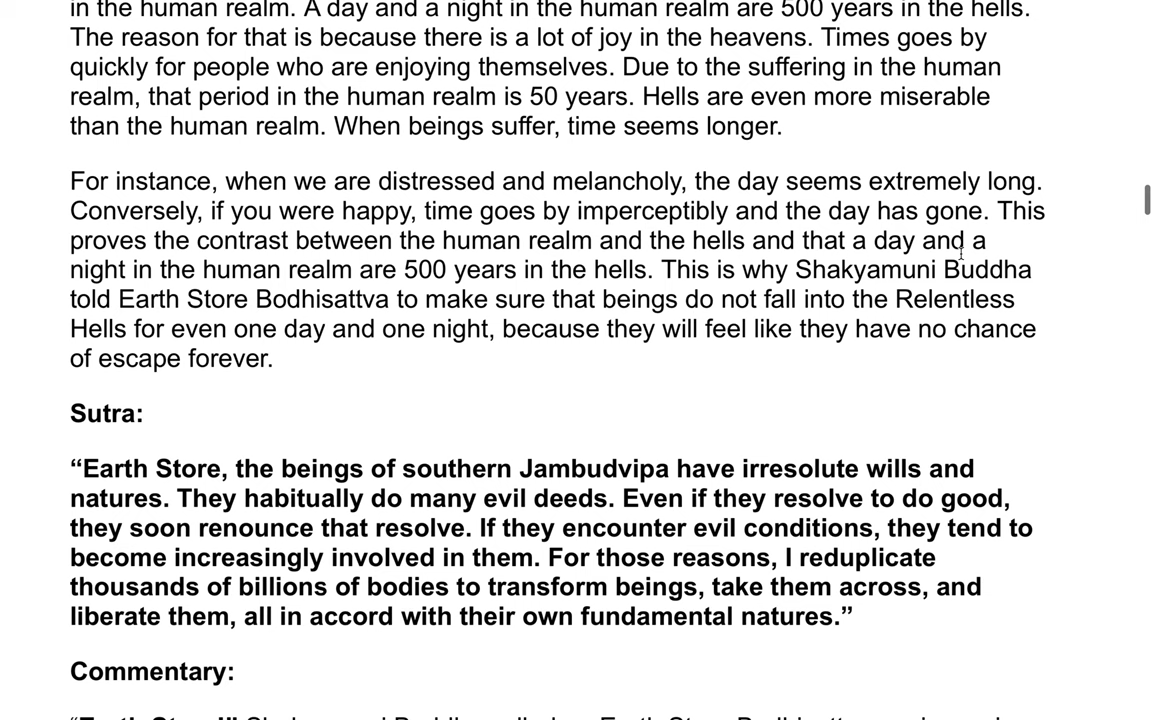 in the human realm. A day and a night in the human realm are 500 years in the hells.
The reason for that is because there is a lot of joy in the heavens. Times goes by
quickly for people who are enjoying themselves. Due to the suffering in the human
realm, that period in the human realm is 50 years. Hells are even more miserable
than the human realm. When beings suffer, time seems longer.
For instance, when we are distressed and melancholy, the day seems extremely long.
Conversely, if you were happy, time goes by imperceptibly and the day has gone. This
proves the contrast between the human realm and the hells and that a day and a
night in the human realm are 500 years in the hells. This is why Shakyamuni Buddha
told Earth Store Bodhisattva to make sure that beings do not fall into the Relentless
Hells for even one day and one night, because they will feel like they have no chance
of escape forever.
Sutra:
“Earth Store, the beings of southern Jambudvipa have irresolute wills and
natures. They habitually do many evil deeds. Even if they resolve to do good,
they soon renounce that resolve. If they encounter evil conditions, they tend to
become increasingly involved in them. For those reasons, I reduplicate
thousands of billions of bodies to transform beings, take them across, and
liberate them, all in accord with their own fundamental natures.”
Commentary: